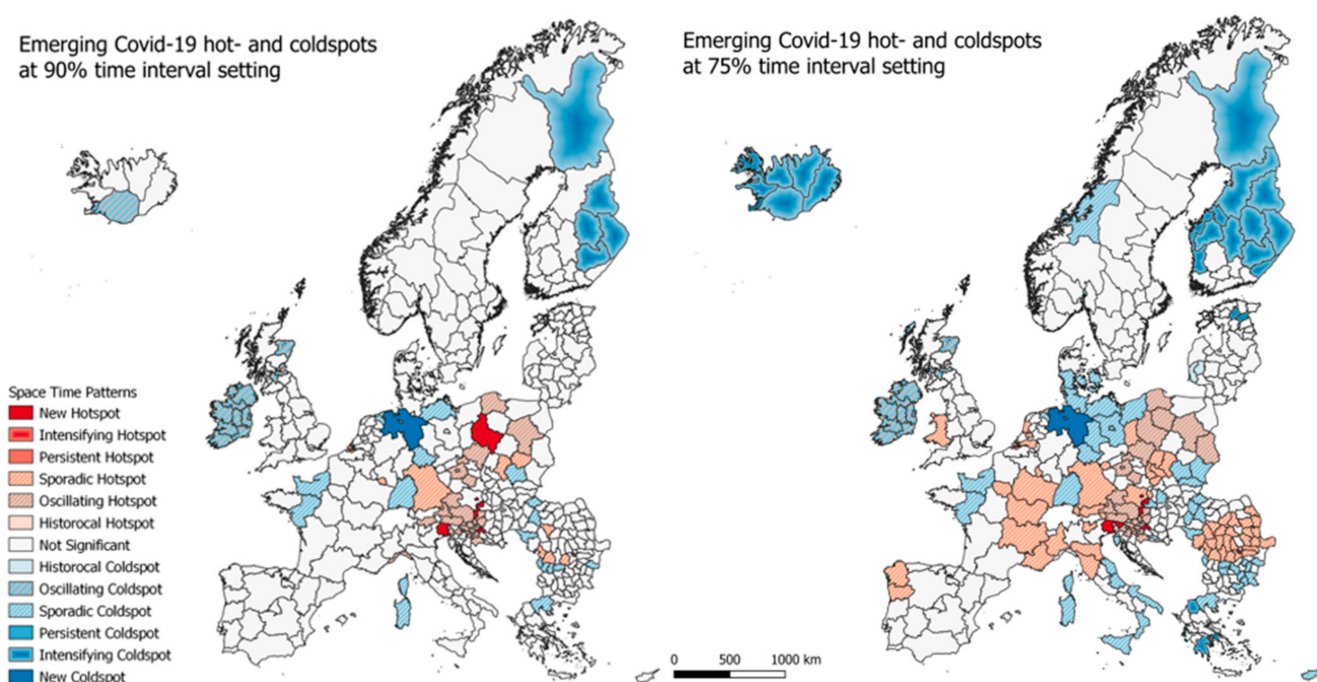 Emerging Covid-19 hot- and coldspots
at 90% time interval setting
Emerging Covid-19 hot- and coldspots
at 75% time interval setting
Space Time Patterns
New Hotspot
Intensifying Hotspot
Persistent Hotspot
Sporadic Hotspot
Oscillating Hotspot
Historocal Hotspot
Not Significant
Historocal Coldspot
Oscillating Coldspot
Sporadic Coldspot
Persistent Coldspot
Intensifying Coldspot
New Coldspot
0 500 1000 km